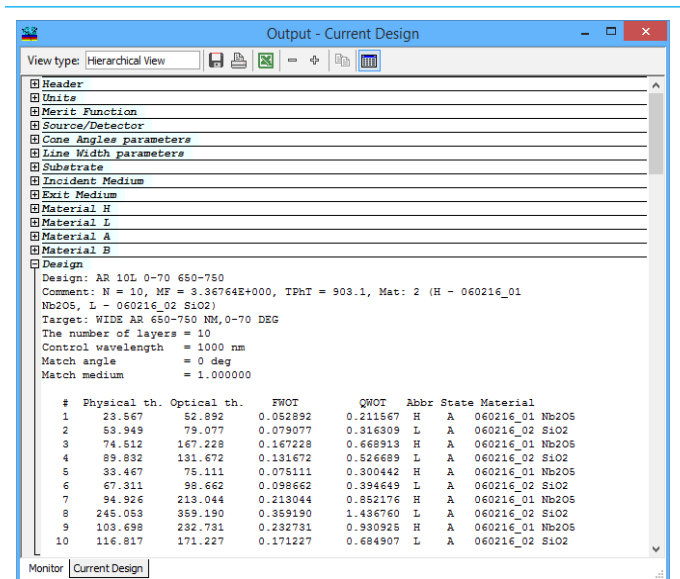 Output - Current Design
View type: Hierarchical View
Header
Units
Merit Function
Source/Detector
Cone Angles parameters
Line Width parameters
Substrate
Incident Medium
Exit Medium
Material H
Material L
Material A
Material B
Design
Design: AR 10L 0-70 650-750
Comment: N = 10, MF = 3.36764E+000, TPhT = 903.1, Mat: 2 (H - 060216_01
Nb2O5, L - 060216_02 SiO2)
Target: WIDE AR 650-750 NM,0-70 DEG
The number of layers = 10
Control wavelength = 1000 nm
Match angle = 0 deg
Match medium = 1.000000
# Physical th. Optical th. FWOT QWOT Abbr State Material
1 23.567 52.892 0.052892 0.211567 H A 060216_01 Nb2O5
2 53.949 79.077 0.079077 0.316309 L A 060216_02 SiO2
3 74.512 167.228 0.167228 0.668913 H A 060216_01 Nb2O5
4 89.832 131.672 0.131672 0.526689 L A 060216_02 SiO2
5 33.467 75.111 0.075111 0.300442 H A 060216_01 Nb2O5
6 67.311 98.662 0.098662 0.394649 L A 060216_02 SiO2
7 94.926 213.044 0.213044 0.852176 H A 060216_01 Nb2O5
8 245.053 359.190 0.359190 1.436760 L A 060216_02 SiO2
9 103.698 232.731 0.232731 0.930925 H A 060216_01 Nb2O5
10 116.817 171.227 0.171227 0.684907 L A 060216_02 SiO2
Monitor Current Design